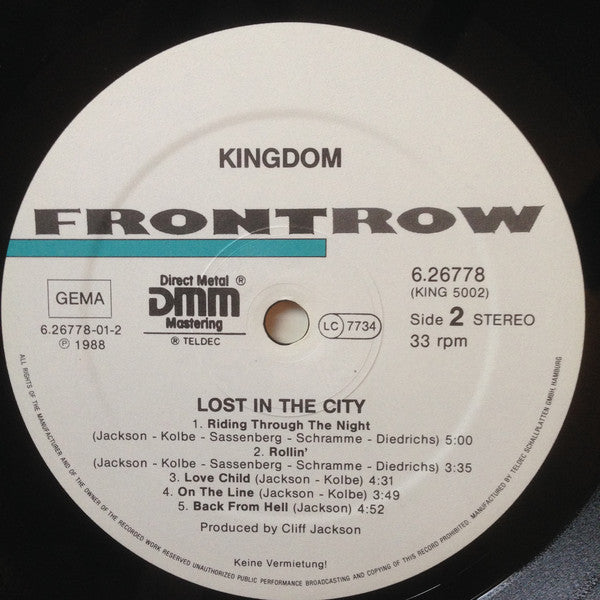 KINGDOM
FRONTROW
GEMA
6.26778-01-2
℗ 1988
Direct Metal ®
DMM
Mastering
® TELDEC
LC 7734
6.26778
(KING 5002)
Side 2 STEREO
33 rpm
LOST IN THE CITY
1. Riding Through The Night
(Jackson - Kolbe - Sassenberg - Schramme - Diedrichs) 5:00
2. Rollin'
(Jackson - Kolbe - Sassenberg - Schramme - Diedrichs) 3:35
3. Love Child (Jackson - Kolbe) 4:31
4. On The Line (Jackson - Kolbe) 3:49
5. Back From Hell (Jackson) 4:52
Produced by Cliff Jackson
Keine Vermietung!
ALL RIGHTS OF THE MANUFACTURER AND OF THE OWNER OF THE RECORDED WORK RESERVED UNAUTHORIZED PUBLIC PERFORMANCE BROADCASTING AND COPYING OF THIS RECORD PROHIBITED. MANUFACTURED BY TELDEC SCHALLPLATTEN GMBH, HAMBURG